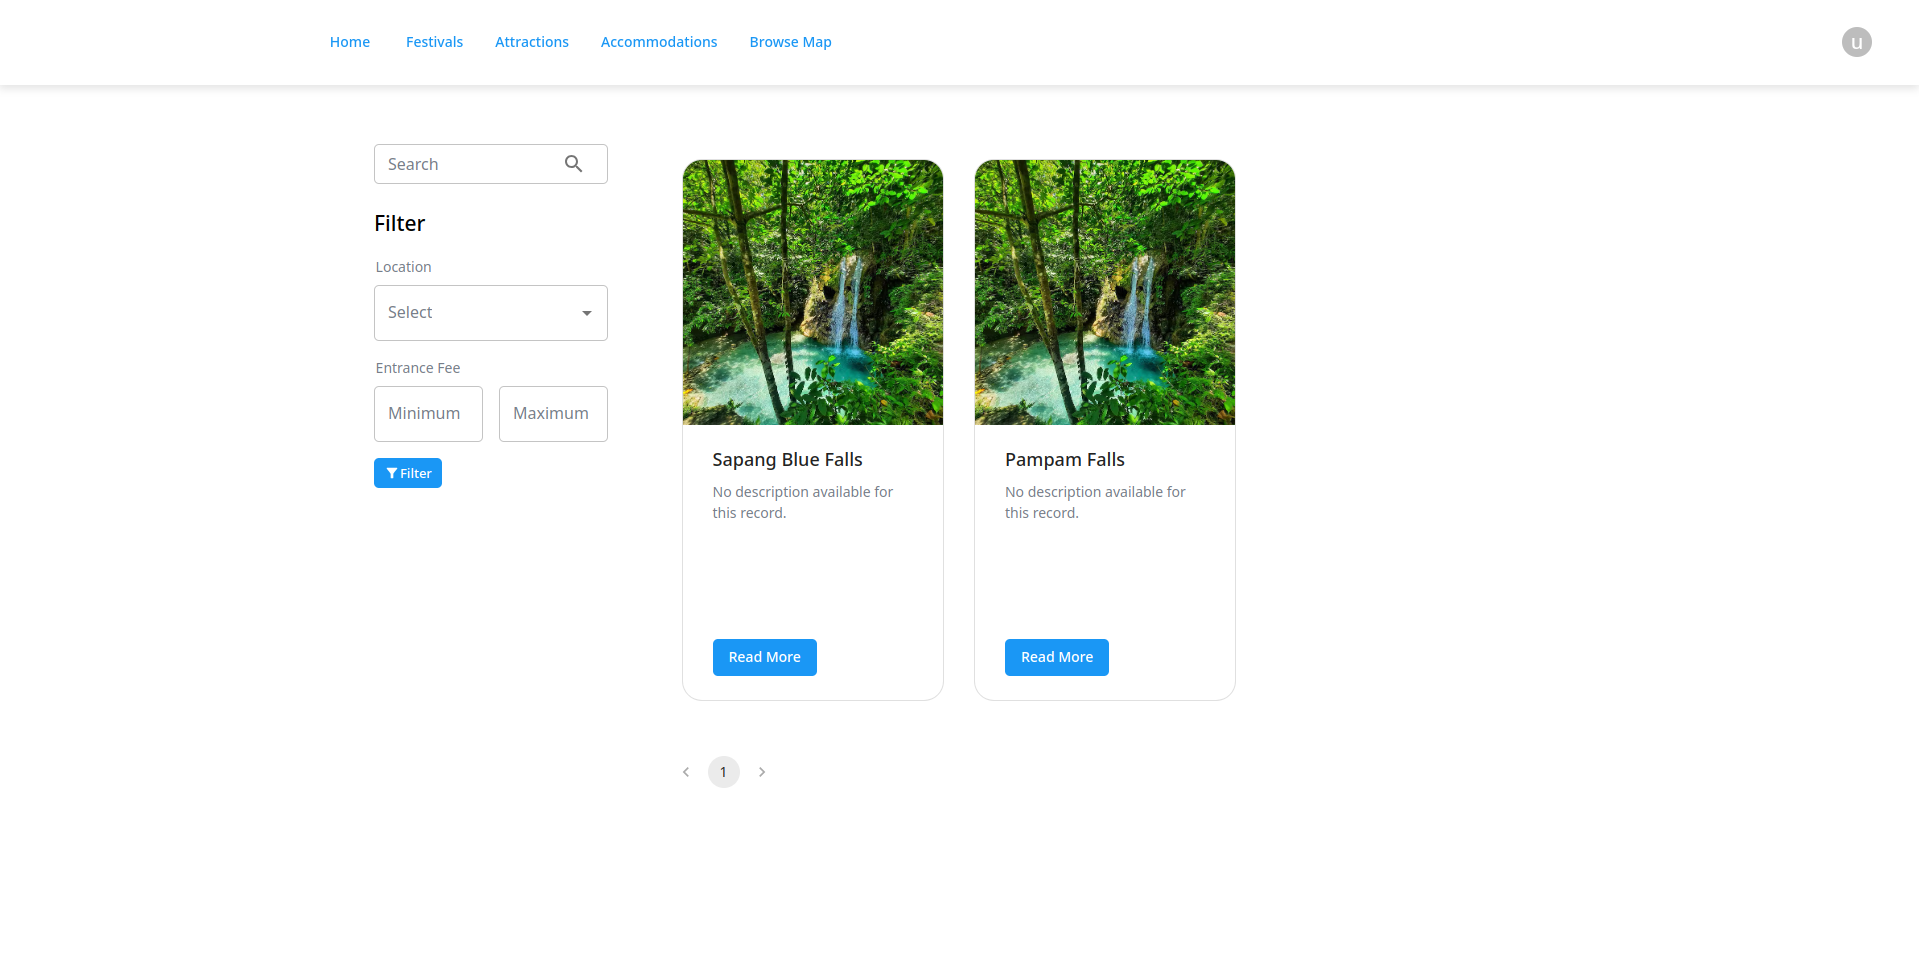 Home
Festivals
Attractions
Accommodations
Browse Map
u
Search
Filter
Location
Select
Entrance Fee
Minimum
Maximum
Filter
Sapang Blue Falls
No description available for
this record.
Read More
Pampam Falls
No description available for
this record.
Read More
1